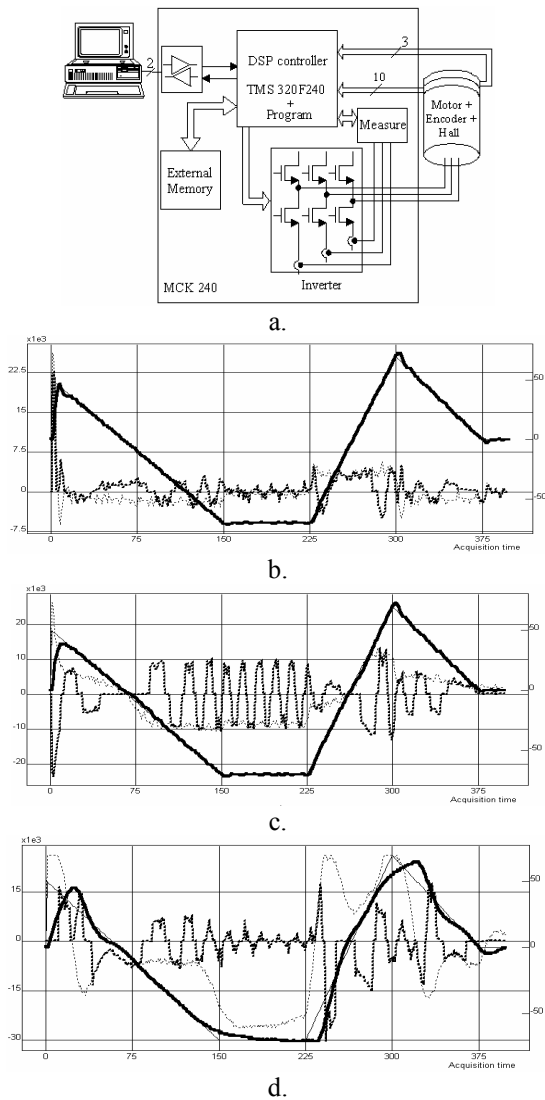 2
DSP controller
TMS 320F240
+
Program
3
10
Motor +
Encoder +
Hall
Measure
External
Memory
Inverter
MCK 240
a.
x1e3
22.5
15
7.5
0
-7.5
50
0
-50
0
75
150
225
300
375
Acquisition time
b.
x1e3
20
10
0
-10
-20
50
0
-50
0
75
150
225
300
375
Acquisition time
c.
x1e3
15
0
-15
-30
50
0
-50
0
75
150
225
300
375
Acquisition time
d.